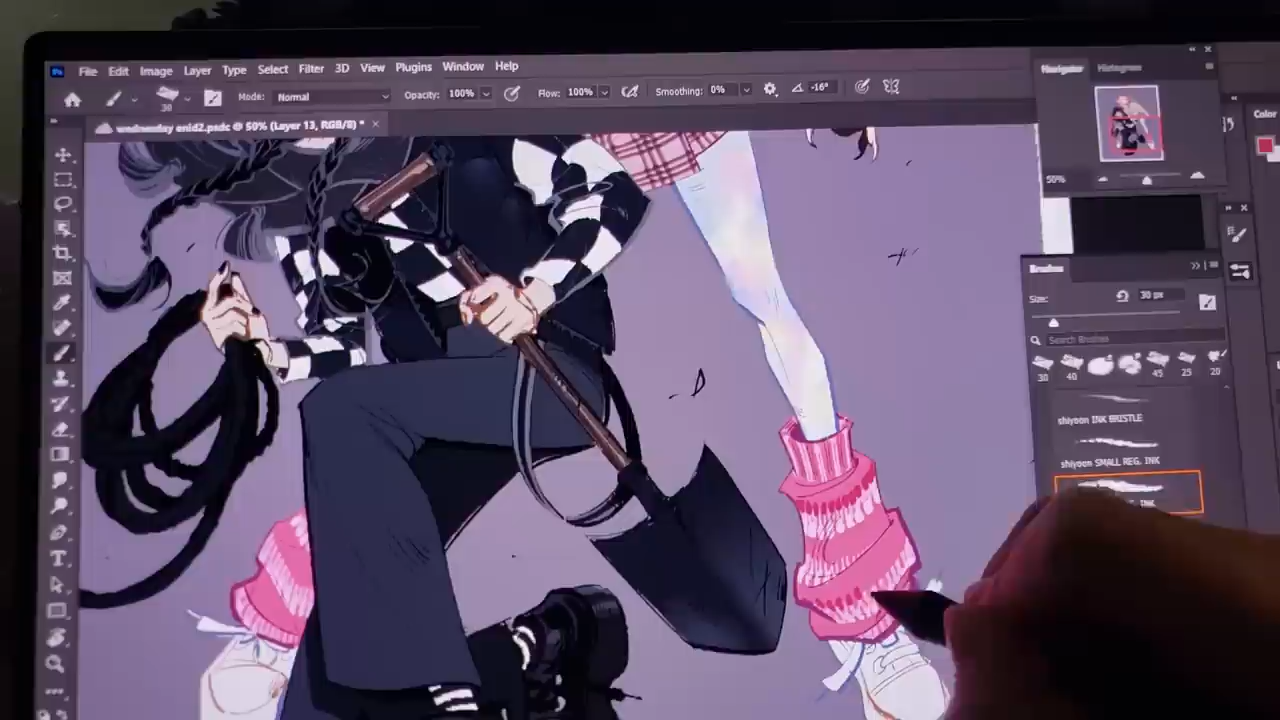 Ps File Edit Image Layer Type Select Filter 3D View Plugins Window Help
30 Mode: Normal Opacity: 100% Flow: 100% Smoothing: 0% -16°
wednesday enid2.psdc @ 50% (Layer 13, RGB/8) * ×
Navigator Histogram
50%
Color
Brushes
Size: 30 px
Search Brushes
30 40 45 25 20
shiyoon INK BRISTLE
shiyoon SMALL REG. INK
INK